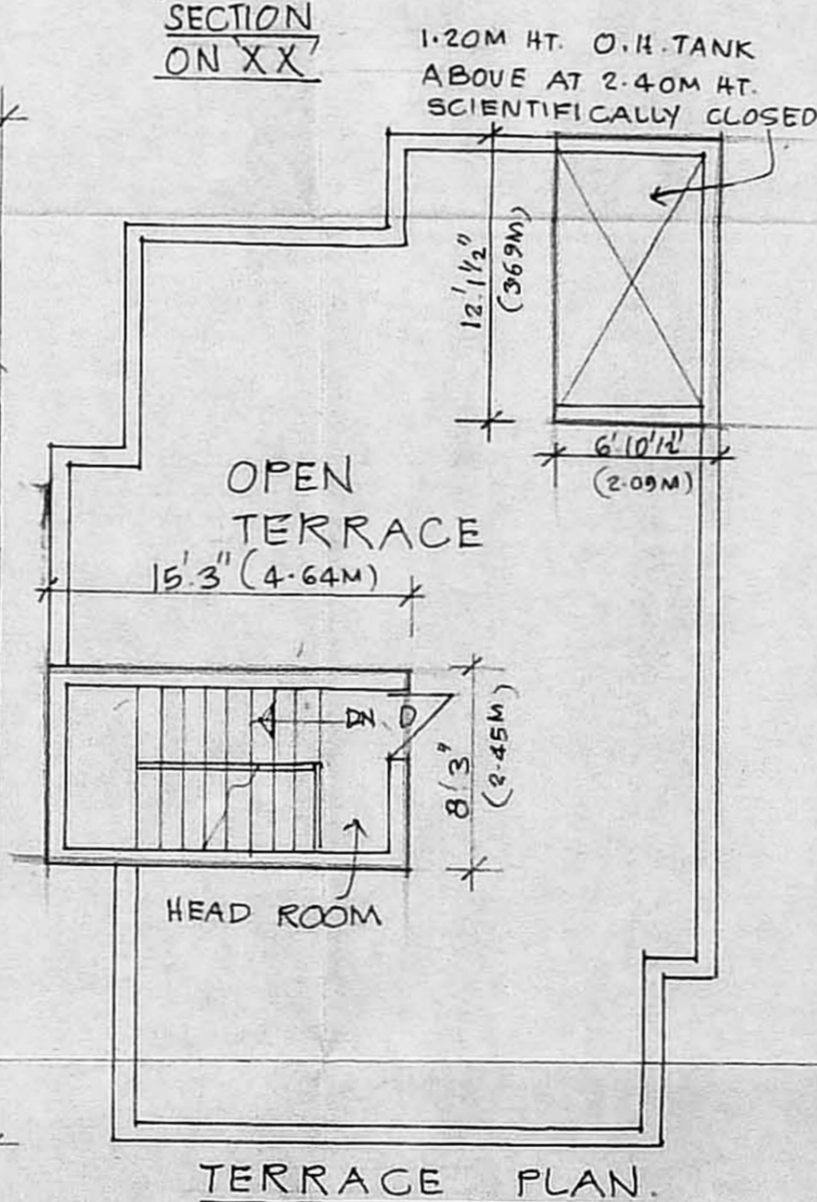 SECTION
ON 'XX'
1.20M HT. O.H.TANK
ABOVE AT 2.40M HT.
SCIENTIFICALLY CLOSED
12'.1½"
(3.69M)
6'10½"
(2.09M)
OPEN
TERRACE
15'.3" (4.64M)
DN. D
8'3"
(2.45M)
HEAD ROOM
TERRACE PLAN.